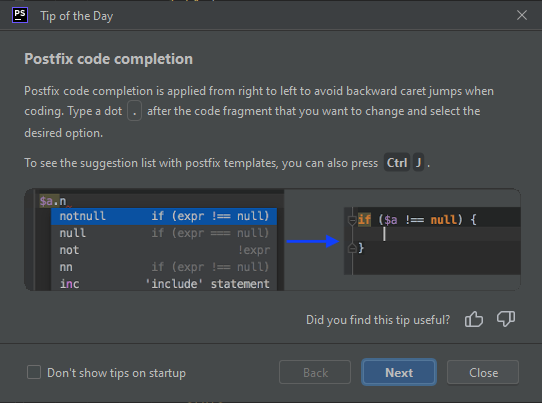 PS Tip of the Day
Postfix code completion
Postfix code completion is applied from right to left to avoid backward caret jumps when
coding. Type a dot . after the code fragment that you want to change and select the
desired option.
To see the suggestion list with postfix templates, you can also press Ctrl J .
$a.n
notnull if (expr !== null)
null if (expr === null)
not !expr
nn if (expr !== null)
inc 'include' statement
if ($a !== null) {
}
Did you find this tip useful?
Don't show tips on startup
Back
Next
Close